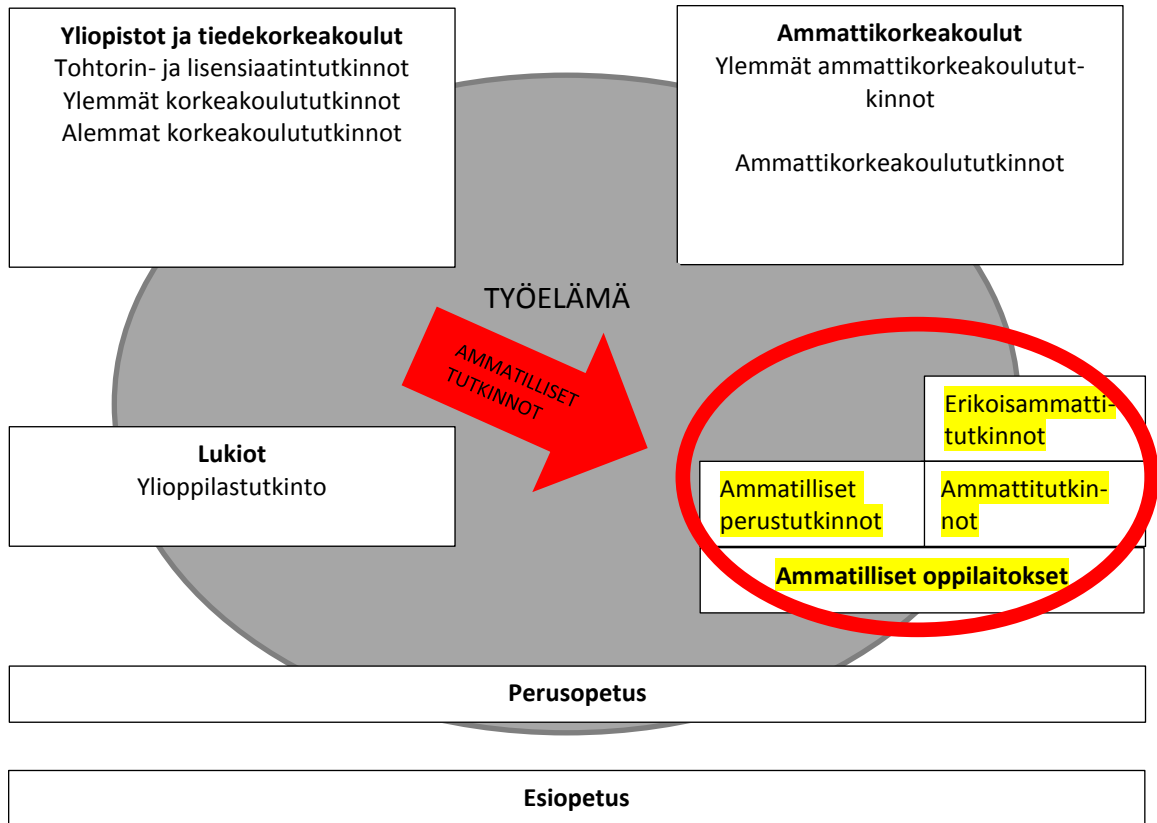 Yliopistot ja tiedekorkeakoulut
Tohtorin- ja lisensiaatintutkinnot
Ylemmät korkeakoulututkinnot
Alemmat korkeakoulututkinnot
Ammattikorkeakoulut
Ylemmät ammattikorkeakoulutut-
kinnot
Ammattikorkeakoulututkinnot
TYÖELÄMÄ
AMMATILLISET
TUTKINNOT
Lukiot
Ylioppilastutkinto
Erikoisammatti-
tutkinnot
Ammatilliset
perustutkinnot
Ammattitutkin-
not
Ammatilliset oppilaitokset
Perusopetus
Esiopetus